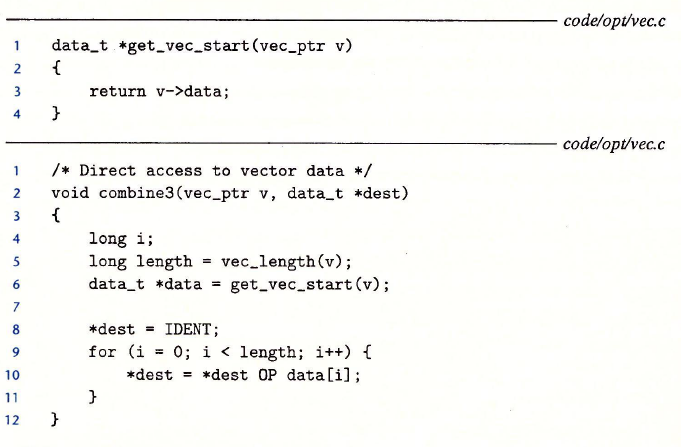 code/opt/vec.c
1 data_t *get_vec_start(vec_ptr v)
2 {
3 return v->data;
4 }
code/opt/vec.c
1 /* Direct access to vector data */
2 void combine3(vec_ptr v, data_t *dest)
3 {
4 long i;
5 long length = vec_length(v);
6 data_t *data = get_vec_start(v);
7
8 *dest = IDENT;
9 for (i = 0; i < length; i++) {
10 *dest = *dest OP data[i];
11 }
12 }